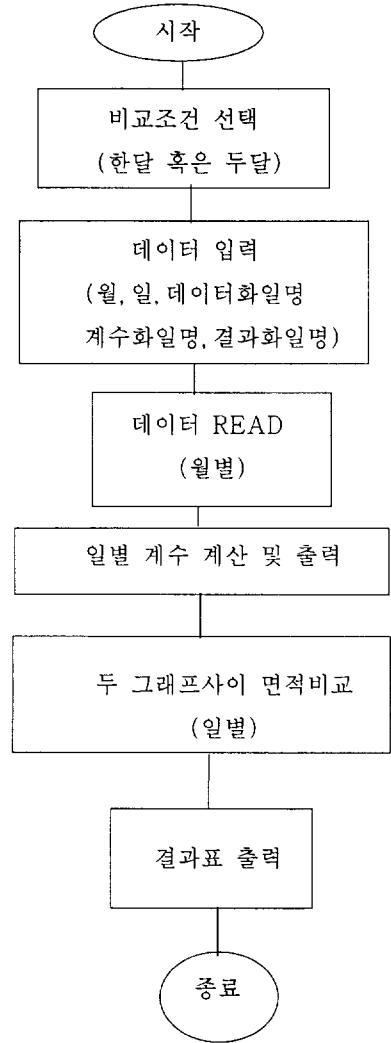 시작
비교조건 선택
(한달 혹은 두달)
데이터 입력
(월, 일, 데이터화일명
계수화일명, 결과화일명)
데이터 READ
(월별)
일별 계수 계산 및 출력
두 그래프사이 면적비교
(일별)
결과표 출력
종료